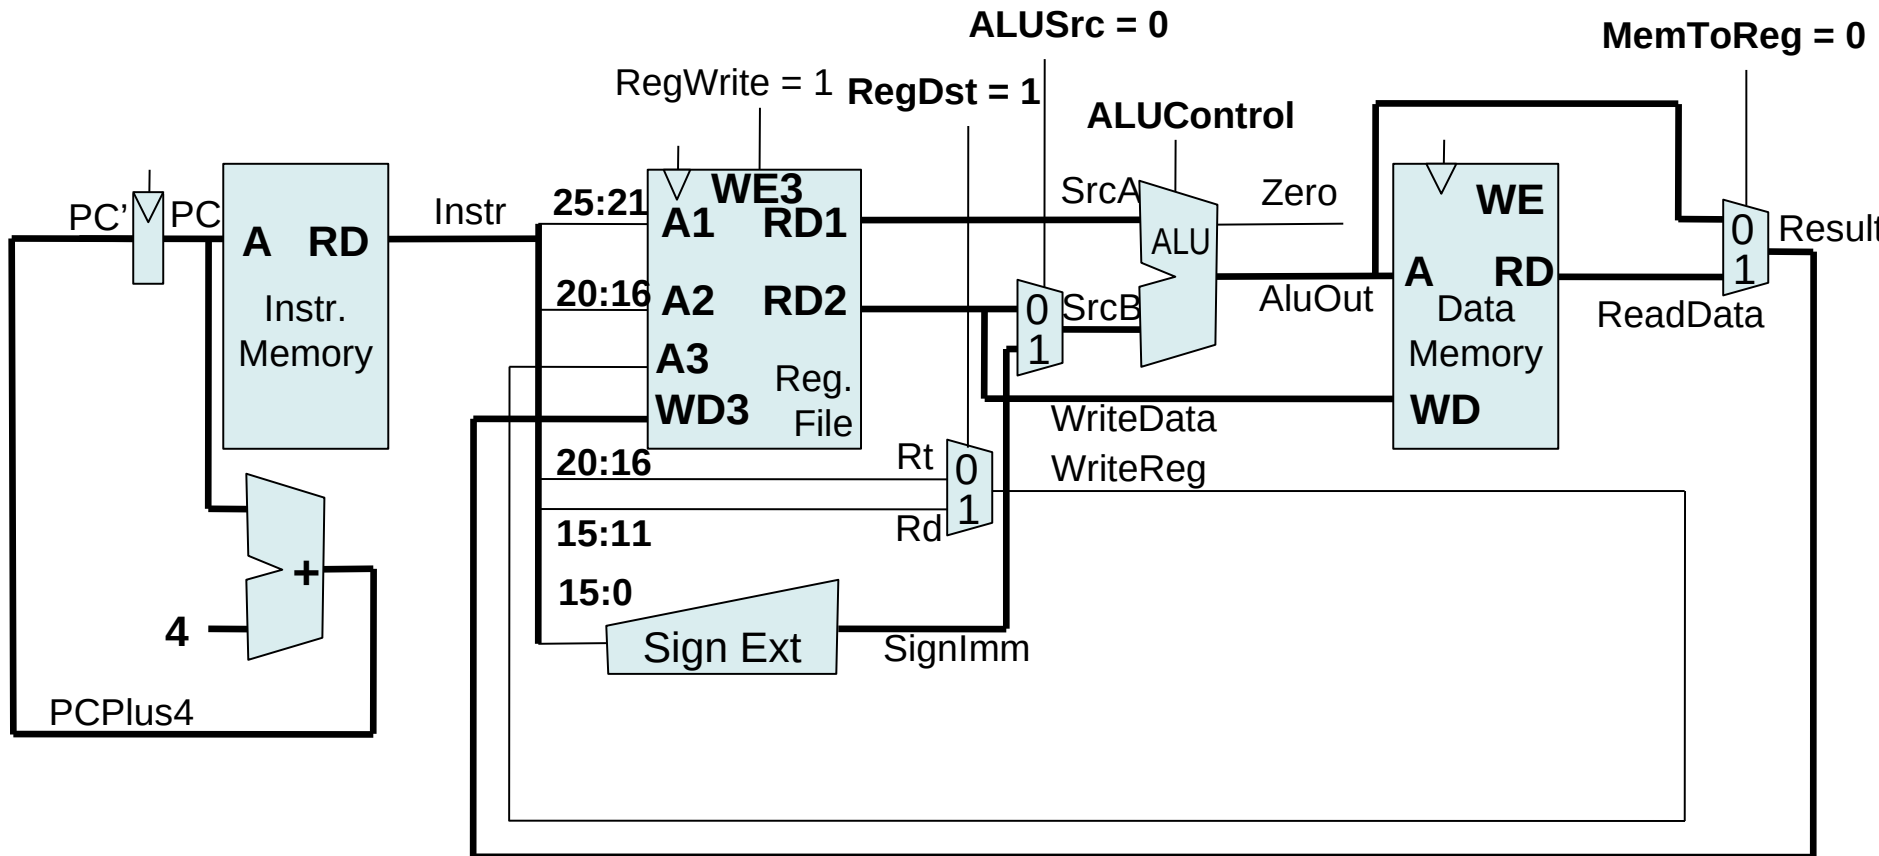 ALUSrc = 0
MemToReg = 0
RegWrite = 1
RegDst = 1
ALUControl
PC’
PC
A RD
Instr.
Memory
Instr
25:21
20:16
WE3
A1 RD1
A2 RD2
A3
WD3
Reg.
File
SrcA
SrcB
0
1
ALU
Zero
AluOut
WE
A RD
Data
Memory
WD
ReadData
0
1
Result
WriteData
WriteReg
20:16
Rt
0
1
Rd
15:11
15:0
Sign Ext
SignImm
+
4
PCPlus4